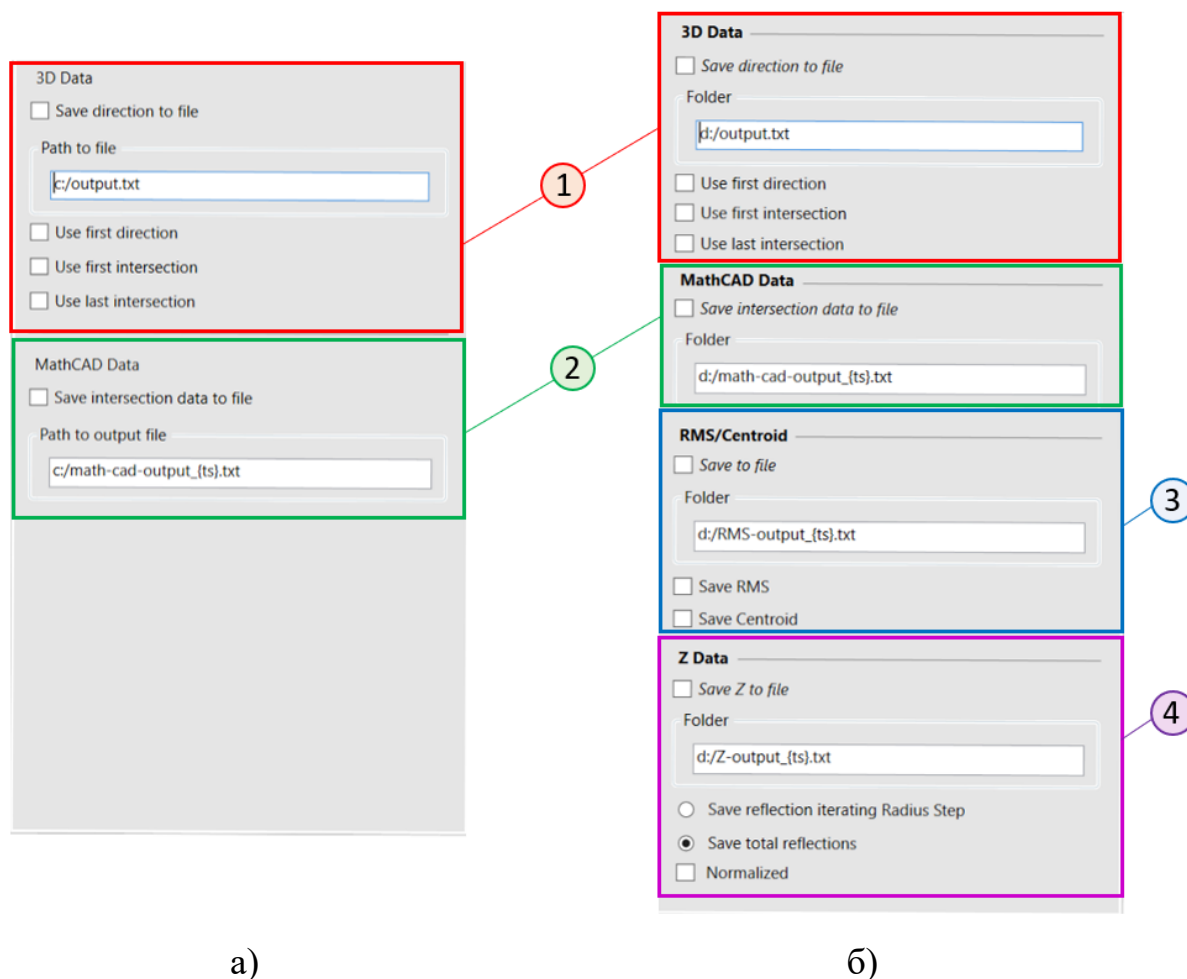 3D Data
Save direction to file
Path to file
c:/output.txt
Use first direction
Use first intersection
Use last intersection
MathCAD Data
Save intersection data to file
Path to output file
c:/math-cad-output_{ts}.txt
1
2
3D Data
Save direction to file
Folder
d:/output.txt
Use first direction
Use first intersection
Use last intersection
MathCAD Data
Save intersection data to file
Folder
d:/math-cad-output_{ts}.txt
RMS/Centroid
Save to file
Folder
d:/RMS-output_{ts}.txt
Save RMS
Save Centroid
3
Z Data
Save Z to file
Folder
d:/Z-output_{ts}.txt
Save reflection iterating Radius Step
Save total reflections
Normalized
4
а)
б)